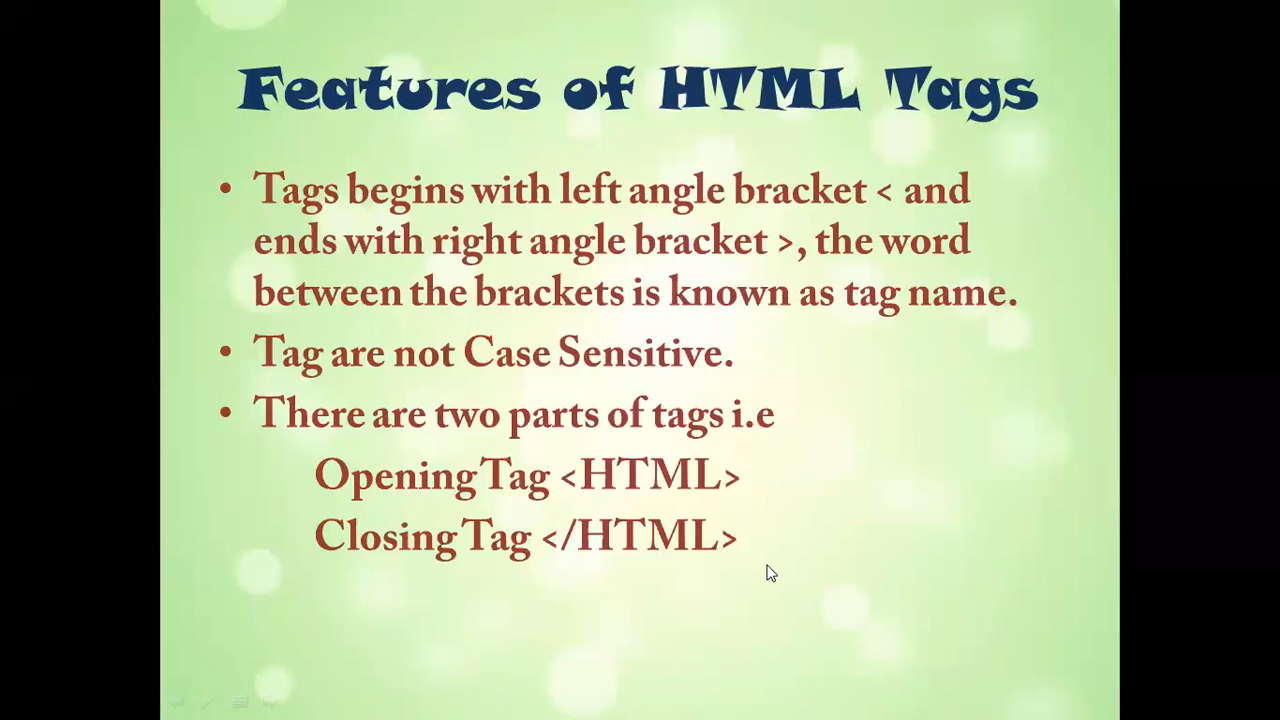 Features of HTML Tags
• Tags begins with left angle bracket < and
ends with right angle bracket >, the word
between the brackets is known as tag name.
• Tag are not Case Sensitive.
• There are two parts of tags i.e
Opening Tag <HTML>
Closing Tag </HTML>